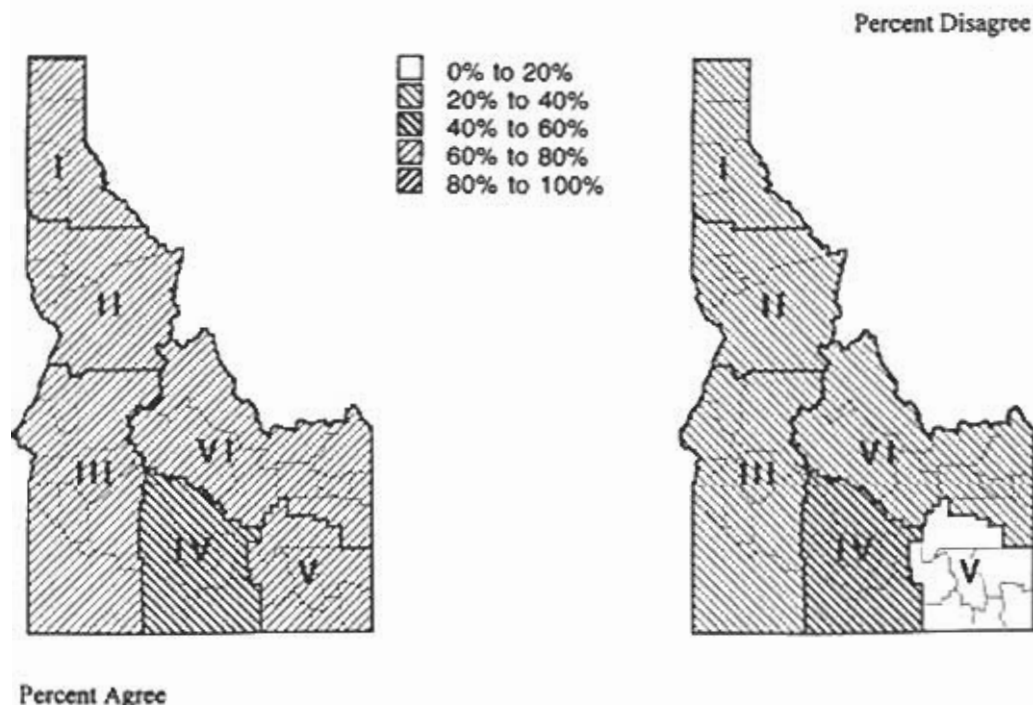 Percent Disagree
0% to 20%
20% to 40%
40% to 60%
60% to 80%
80% to 100%
I
II
III
IV
V
VI
I
II
III
IV
V
VI
Percent Agree